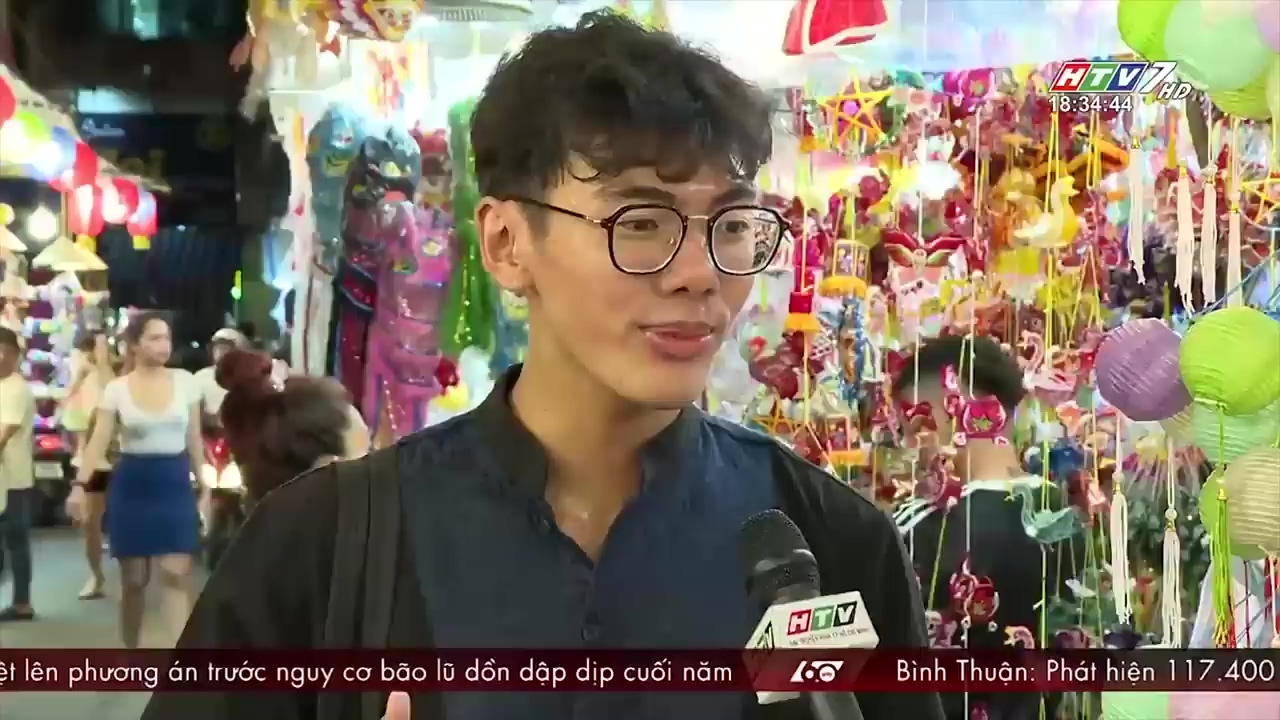 HTV7 HD
18:34:44
HTV
ệt lên phương án trước nguy cơ bão lũ dồn dập dịp cuối năm 60 Bình Thuận: Phát hiện 117.400